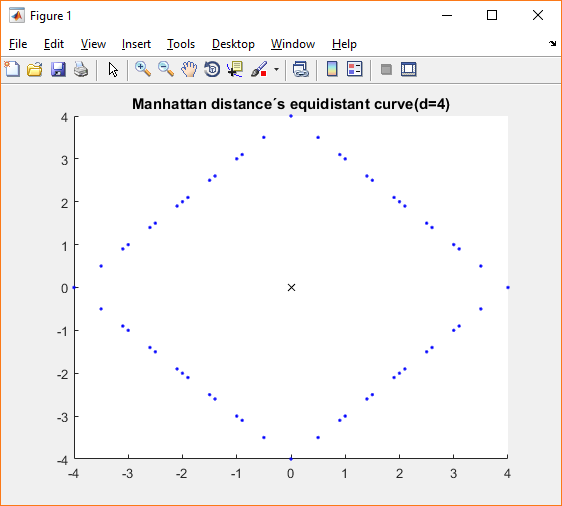 Figure 1
File Edit View Insert Tools Desktop Window Help
Manhattan distance´s equidistant curve(d=4)
4
3
2
1
0
-1
-2
-3
-4
-4 -3 -2 -1 0 1 2 3 4